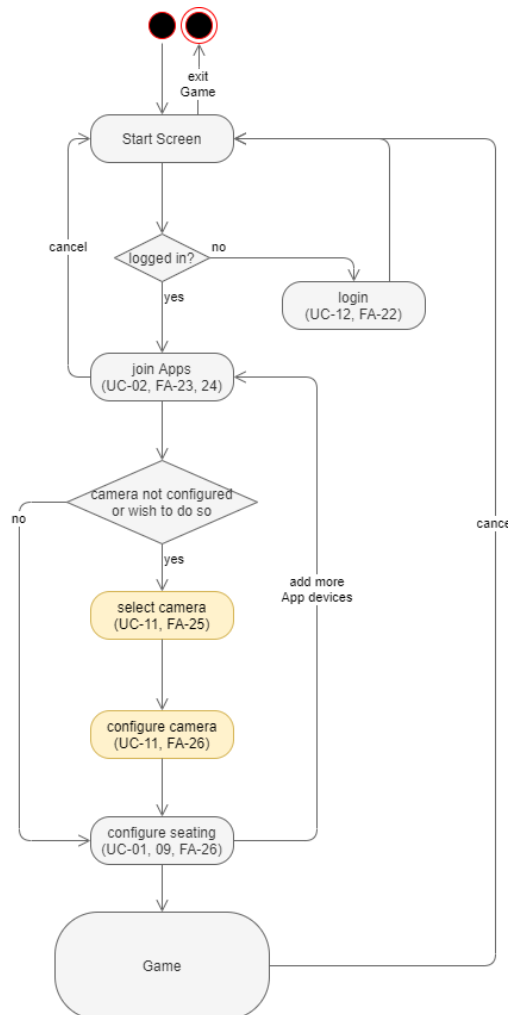 exit
Game
Start Screen
cancel
logged in?
no
yes
login
(UC-12, FA-22)
join Apps
(UC-02, FA-23, 24)
camera not configured
or wish to do so
no
yes
cance
add more
App devices
select camera
(UC-11, FA-25)
configure camera
(UC-11, FA-26)
configure seating
(UC-01, 09, FA-26)
Game